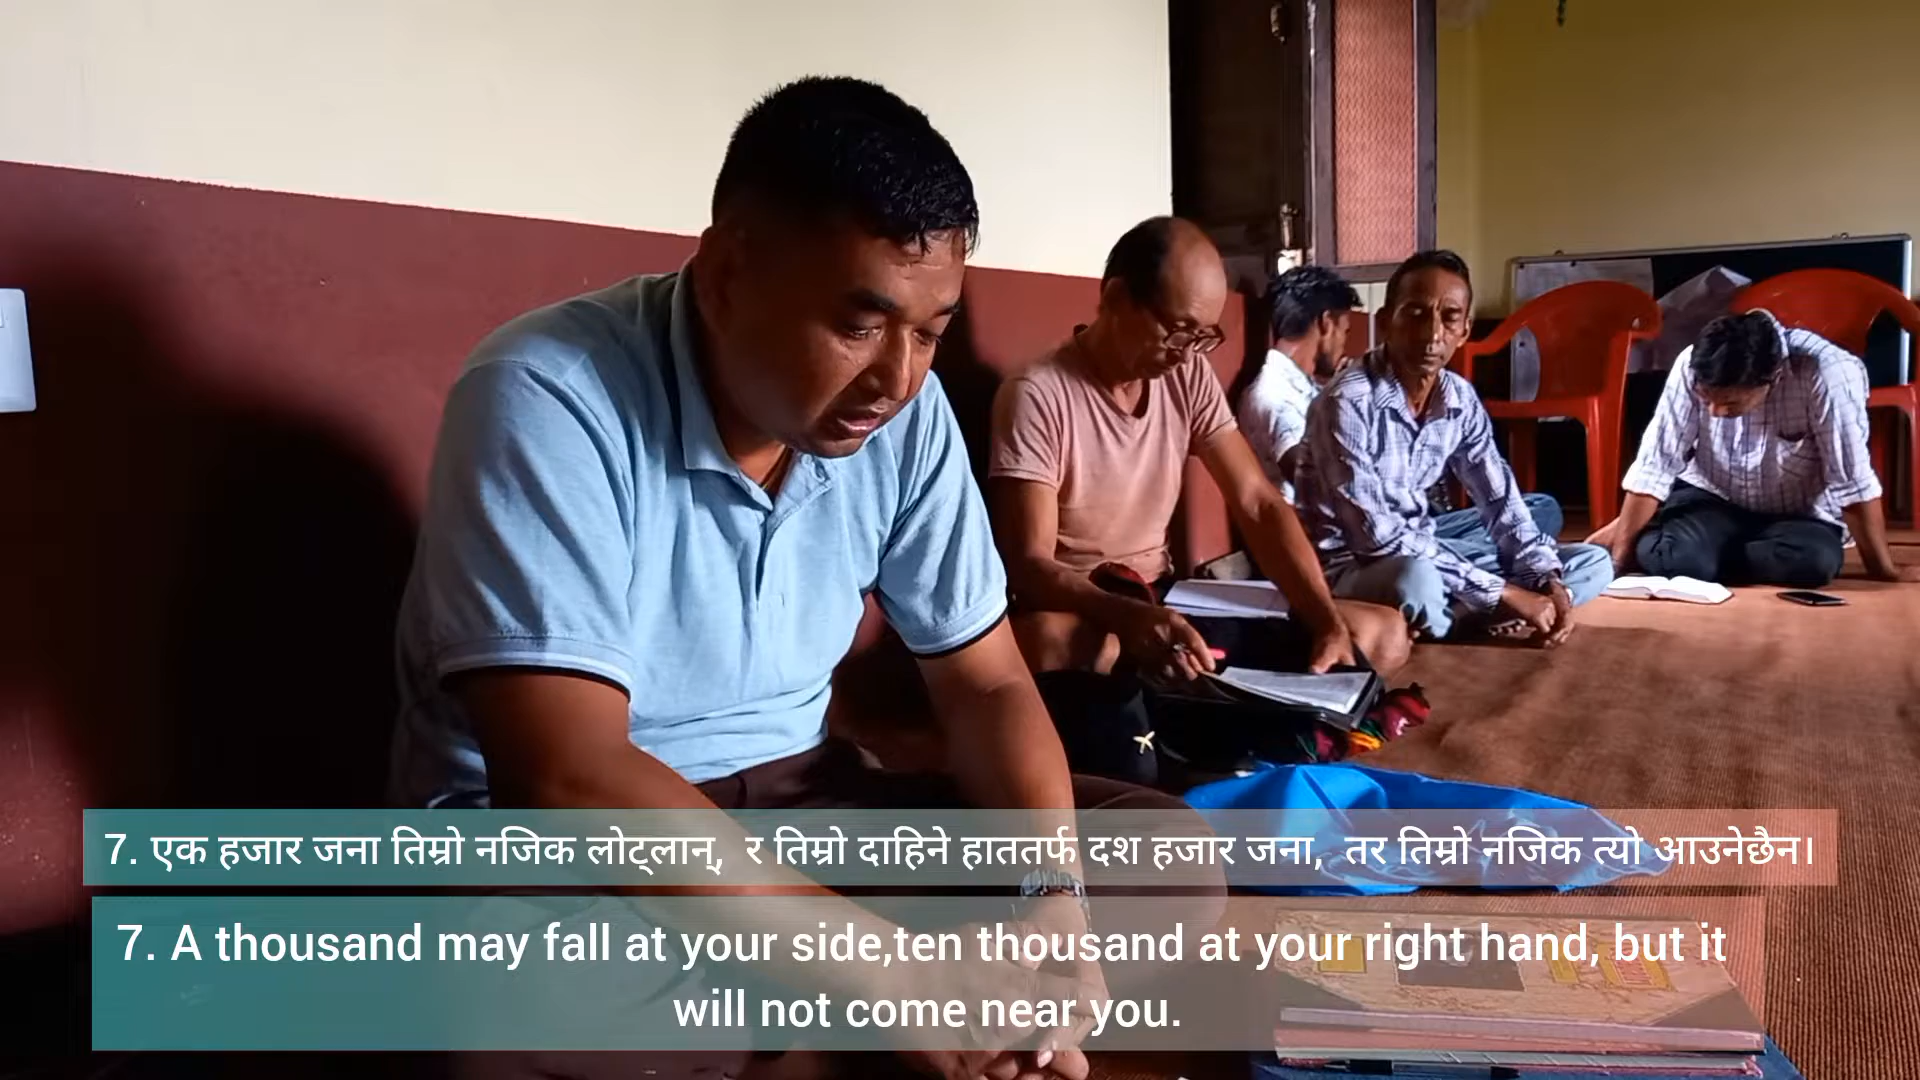 7. एक हजार जना तिम्रो नजिक लोट्लान्, र तिम्रो दाहिने हाततर्फ दश हजार जना, तर तिम्रो नजिक त्यो आउनेछैन।
7. A thousand may fall at your side,ten thousand at your right hand, but it
will not come near you.